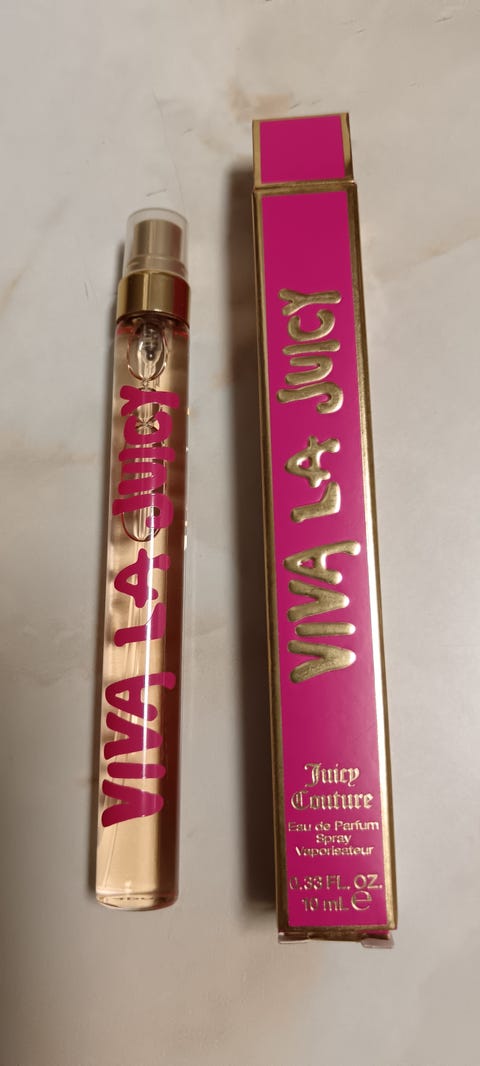 VIVA LA JUICY
VIVA LA JUICY
Juicy
Couture
Eau de Parfum
Spray
Vaporisateur
0.33 FL. OZ.
10 mL ℮